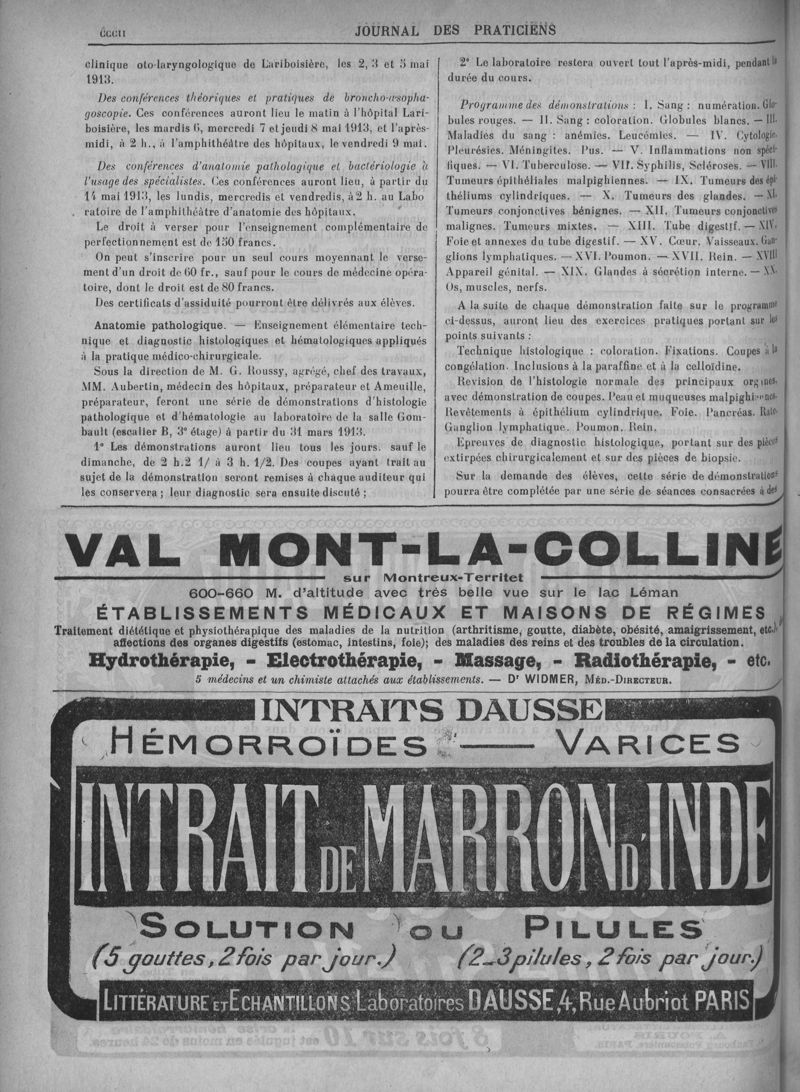 CCCII
JOURNAL DES PRATICIENS
clinique oto-laryngologique de Lariboisière, les 2, 3 et 5 mai
1913.
Des conférences théoriques et pratiques de broncho-œsopha-
goscopie. Ces conférences auront lieu le matin à l'hôpital Lari-
boisière, les mardis 6, mercredi 7 et jeudi 8 mai 1913, et l'après-
midi, à 2 h., à l'amphithéâtre des hôpitaux, le vendredi 9 mai.
Des conférences d'anatomie pathologique et bactériologie à
l'usage des spécialistes. Ces conférences auront lieu, à partir du
14 mai 1913, les lundis, mercredis et vendredis, à 2 h. au Labo
ratoire de l'amphithéâtre d'anatomie des hôpitaux.
Le droit à verser pour l'enseignement complémentaire de
perfectionnement est de 150 francs.
On peut s'inscrire pour un seul cours moyennant le verse-
ment d'un droit de 60 fr., sauf pour le cours de médecine opéra-
toire, dont le droit est de 80 francs.
Des certificats d'assiduité pourront être délivrés aux élèves.
Anatomie pathologique. — Enseignement élémentaire tech-
nique et diagnostic histologiques et hématologiques appliqués
à la pratique médico-chirurgicale.
Sous la direction de M. G. Roussy, agrégé, chef des travaux,
MM. Aubertin, médecin des hôpitaux, préparateur et Ameuille,
préparateur, feront une série de démonstrations d'histologie
pathologique et d'hématologie au laboratoire de la salle Gom-
bault (escalier B, 3e étage) à partir du 31 mars 1913.
1° Les démonstrations auront lieu tous les jours. sauf le
dimanche, de 2 h.2 1/ à 3 h. 1/2. Des coupes ayant trait au
sujet de la démonstration seront remises à chaque auditeur qui
les conservera ; leur diagnostic sera ensuite discuté ;
2° Le laboratoire restera ouvert tout l'après-midi, pendant la
durée du cours.
Programme des démonstrations : I. Sang : numération. Glo-
bules rouges. — II. Sang : coloration. Globules blancs. — III.
Maladies du sang : anémies. Leucémies. — IV. Cytologie.
Pleurésies. Méningites. Pus. — V. Inflammations non spéci-
fiques. — VI. Tuberculose. — VII. Syphilis, Scléroses. — VIII.
Tumeurs épithéliales malpighiennes. — IX. Tumeurs des épi-
théliums cylindriques. — X. Tumeurs des glandes. — XI.
Tumeurs conjonctives bénignes. — XII. Tumeurs conjonctives
malignes. Tumeurs mixtes. — XIII. Tube digestif. — XIV.
Foie et annexes du tube digestif. — XV. Cœur. Vaisseaux. Gan-
glions lymphatiques. — XVI. Poumon. — XVII. Rein. — XVIII
Appareil génital. — XIX. Glandes à sécrétion interne. — XX.
Os, muscles, nerfs.
A la suite de chaque démonstration faite sur le programme
ci-dessus, auront lieu des exercices pratiques portant sur les
points suivants :
Technique histologique : coloration. Fixations. Coupes à la
congélation. Inclusions à la paraffine et à la celloïdine.
Revision de l'histologie normale des principaux organes,
avec démonstration de coupes. Peau et muqueuses malpighiennes.
Revêtements à épithélium cylindrique. Foie. Pancréas. Rate.
Ganglion lymphatique. Poumon. Rein.
Epreuves de diagnostic histologique, portant sur des pièces
extirpées chirurgicalement et sur des pièces de biopsie.
Sur la demande des élèves, cette série de démonstrations
pourra être complétée par une série de séances consacrées à des
VAL MONT-LA-COLLINE
sur Montreux-Territet
600-660 M. d'altitude avec très belle vue sur le lac Léman
ÉTABLISSEMENTS MÉDICAUX ET MAISONS DE RÉGIMES
Traitement diététique et physiothérapique des maladies de la nutrition (arthritisme, goutte, diabète, obésité, amaigrissement, etc.)
affections des organes digestifs (estomac, intestins, foie); des maladies des reins et des troubles de la circulation.
Hydrothérapie, - Electrothérapie, - Massage, - Radiothérapie, - etc.
5 médecins et un chimiste attachés aux établissements. — Dr WIDMER, MÉD.-DIRECTEUR.
INTRAITS DAUSSE
HÉMORROÏDES — VARICES
INTRAIT DE MARRON D'INDE
SOLUTION OU PILULES
(5 gouttes, 2 fois par jour.) (2-3 pilules, 2 fois par jour.)
LITTÉRATURE ET ECHANTILLONS Laboratoires DAUSSE, 4, Rue Aubriot PARIS